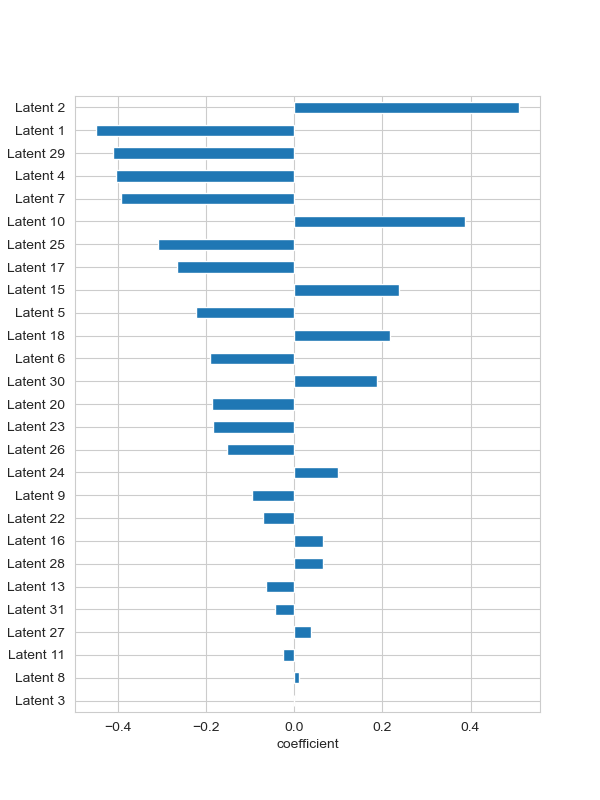 Latent 2
Latent 1
Latent 29
Latent 4
Latent 7
Latent 10
Latent 25
Latent 17
Latent 15
Latent 5
Latent 18
Latent 6
Latent 30
Latent 20
Latent 23
Latent 26
Latent 24
Latent 9
Latent 22
Latent 16
Latent 28
Latent 13
Latent 31
Latent 27
Latent 11
Latent 8
Latent 3
−0.4 −0.2 0.0 0.2 0.4
coefficient